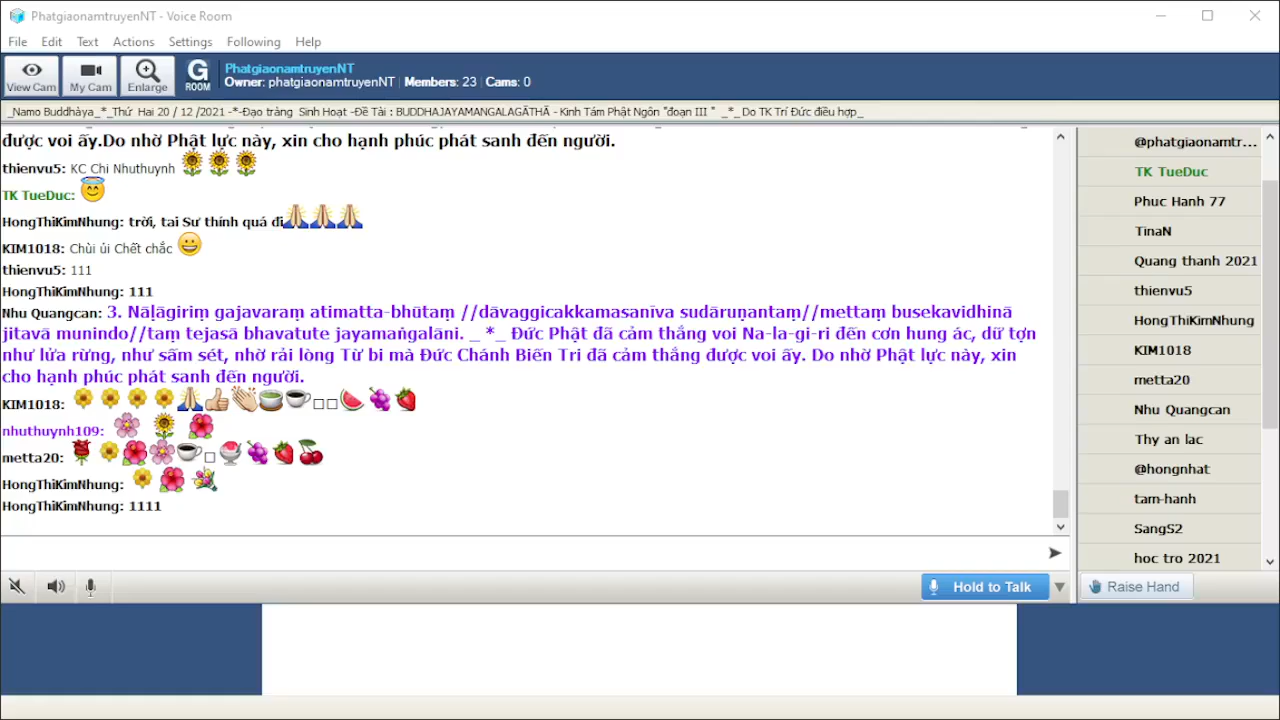 PhatgiaonamtruyenNT - Voice Room
File Edit Text Actions Settings Following Help
View Cam My Cam Enlarge G ROOM
PhatgiaonamtruyenNT
Owner: phatgiaonamtruyenNT Members: 23 Cams: 0
_Namo Buddhàya_*_Thứ Hai 20 / 12 /2021 -*-Đạo tràng Sinh Hoạt -Đề Tài : BUDDHAJAYAMANGALAGĀTHĀ - Kinh Tám Phật Ngôn "đoạn III " _*_ Do TK Trí Đức điều hợp_
được voi ấy.Do nhờ Phật lực này, xin cho hạnh phúc phát sanh đến người.
thienvu5: KC Chi Nhuthuynh
TK TueDuc:
HongThiKimNhung: trời, tai Sư thính quá đi
KIM1018: Chùi ủi Chết chắc
thienvu5: 111
HongThiKimNhung: 111
Nhu Quangcan: 3. Nāḷāgiriṃ gajavaraṃ atimatta-bhūtaṃ //dāvaggicakkamasanīva sudāruṇantaṃ//mettaṃ busekavidhinā
jitavā munindo//taṃ tejasā bhavatute jayamaṅgalāni. _*_ Đức Phật đã cảm thắng voi Na-la-gi-ri đến cơn hung ác, dữ tợn
như lửa rừng, như sấm sét, nhờ rải lòng Từ bi mà Đức Chánh Biến Tri đã cảm thắng được voi ấy. Do nhờ Phật lực này, xin
cho hạnh phúc phát sanh đến người.
KIM1018:
nhuthuynh109:
metta20:
HongThiKimNhung:
HongThiKimNhung: 1111
Hold to Talk
@phatgiaonamtr...
TK TueDuc
Phuc Hanh 77
TinaN
Quang thanh 2021
thienvu5
HongThiKimNhung
KIM1018
metta20
Nhu Quangcan
Thy an lac
@hongnhat
tam-hanh
SangS2
hoc tro 2021
Raise Hand